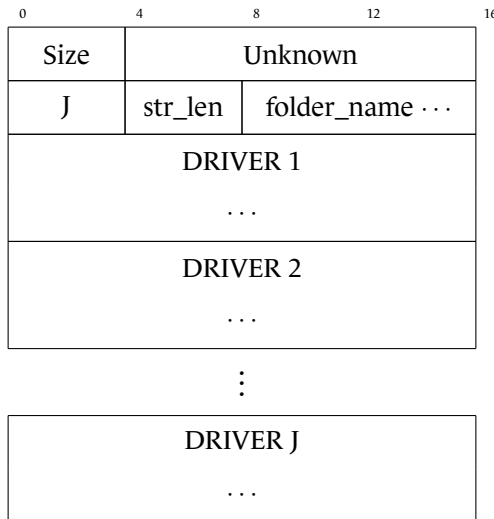 0 4 8 12 16
Size Unknown
J str_len folder_name ···
DRIVER 1
···
DRIVER 2
···
⋮
DRIVER J
···